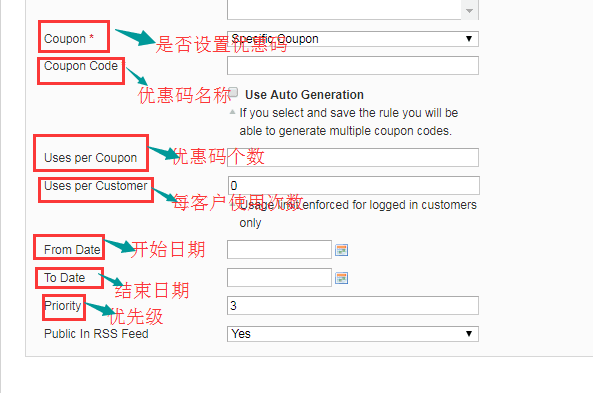 Coupon * 是否设置优惠码 Specific Coupon
Coupon Code 优惠码名称
Use Auto Generation
If you select and save the rule you will be
able to generate multiple coupon codes.
Uses per Coupon 优惠码个数
Uses per Customer 0
每客户使用次数
Usage limit enforced for logged in customers
only
From Date 开始日期
To Date 结束日期
Priority 3
优先级
Public In RSS Feed Yes